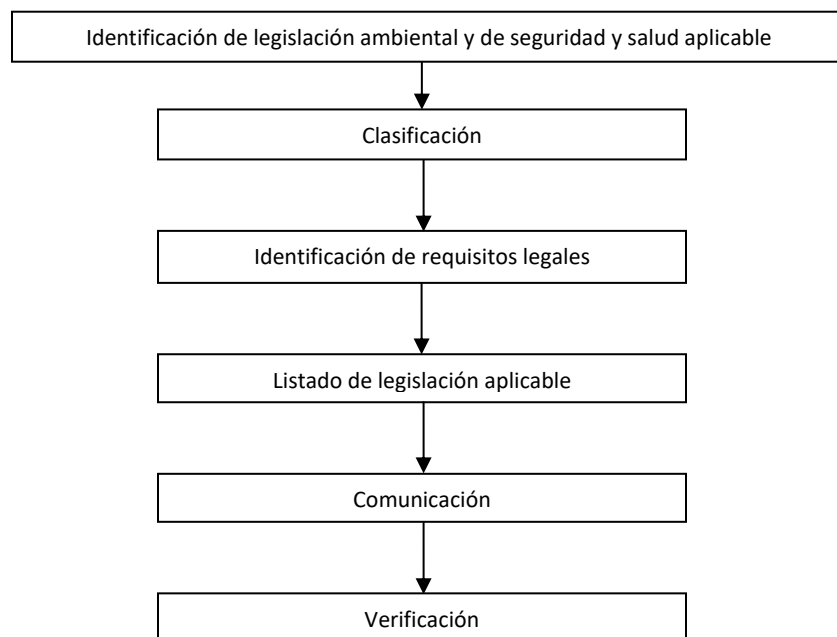 Identificación de legislación ambiental y de seguridad y salud aplicable
Clasificación
Identificación de requisitos legales
Listado de legislación aplicable
Comunicación
Verificación